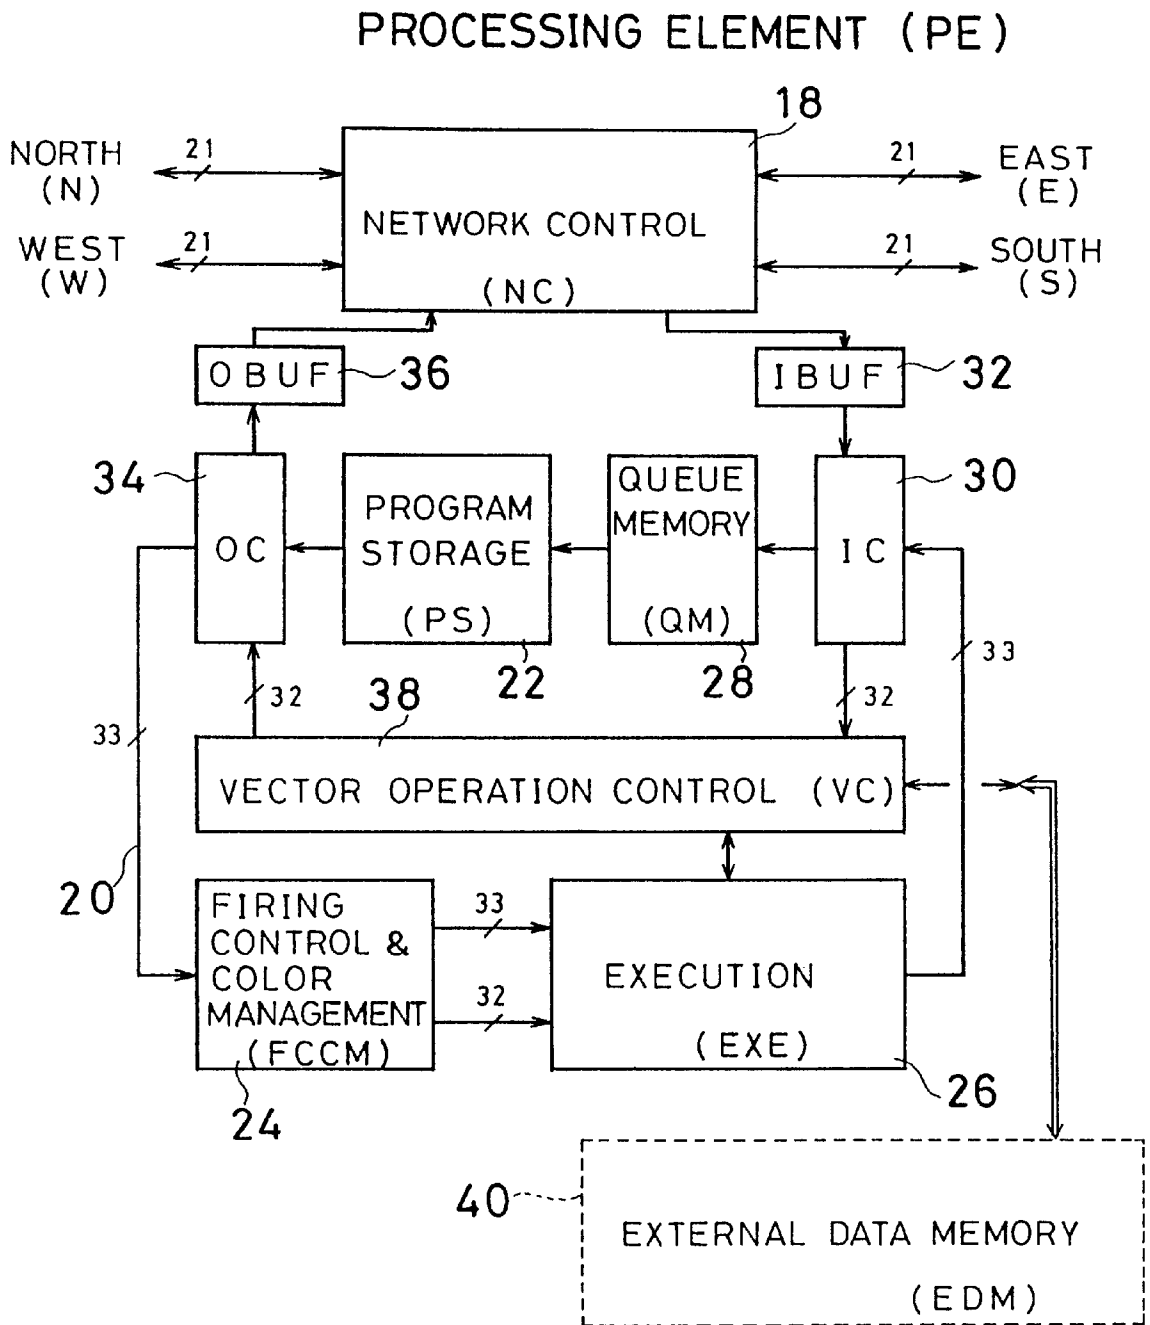 PROCESSING ELEMENT (PE)
18
NORTH
(N)
21
21
EAST
(E)
WEST
(W)
21
21
SOUTH
(S)
NETWORK CONTROL
(NC)
OBUF
36
IBUF
32
34
OC
PROGRAM
STORAGE
(PS)
22
QUEUE
MEMORY
(QM)
28
IC
30
33
32
38
32
33
VECTOR OPERATION CONTROL (VC)
20
FIRING
CONTROL &
COLOR
MANAGEMENT
(FCCM)
24
33
32
EXECUTION
(EXE)
26
40
EXTERNAL DATA MEMORY
(EDM)